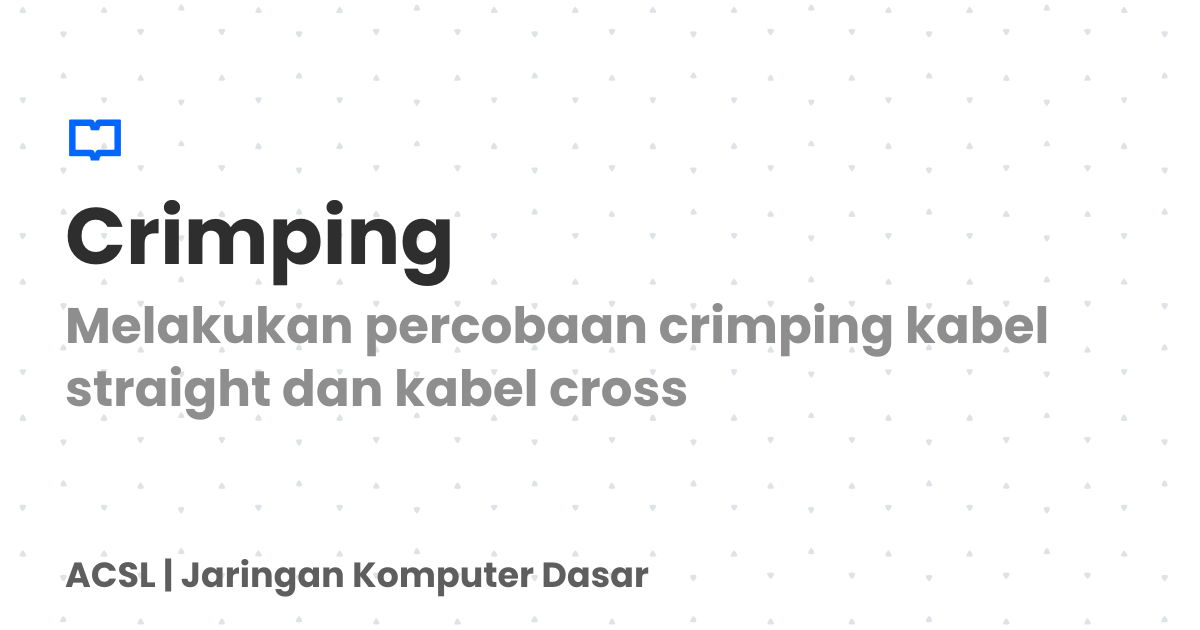 Crimping
Melakukan percobaan crimping kabel
straight dan kabel cross
ACSL | Jaringan Komputer Dasar